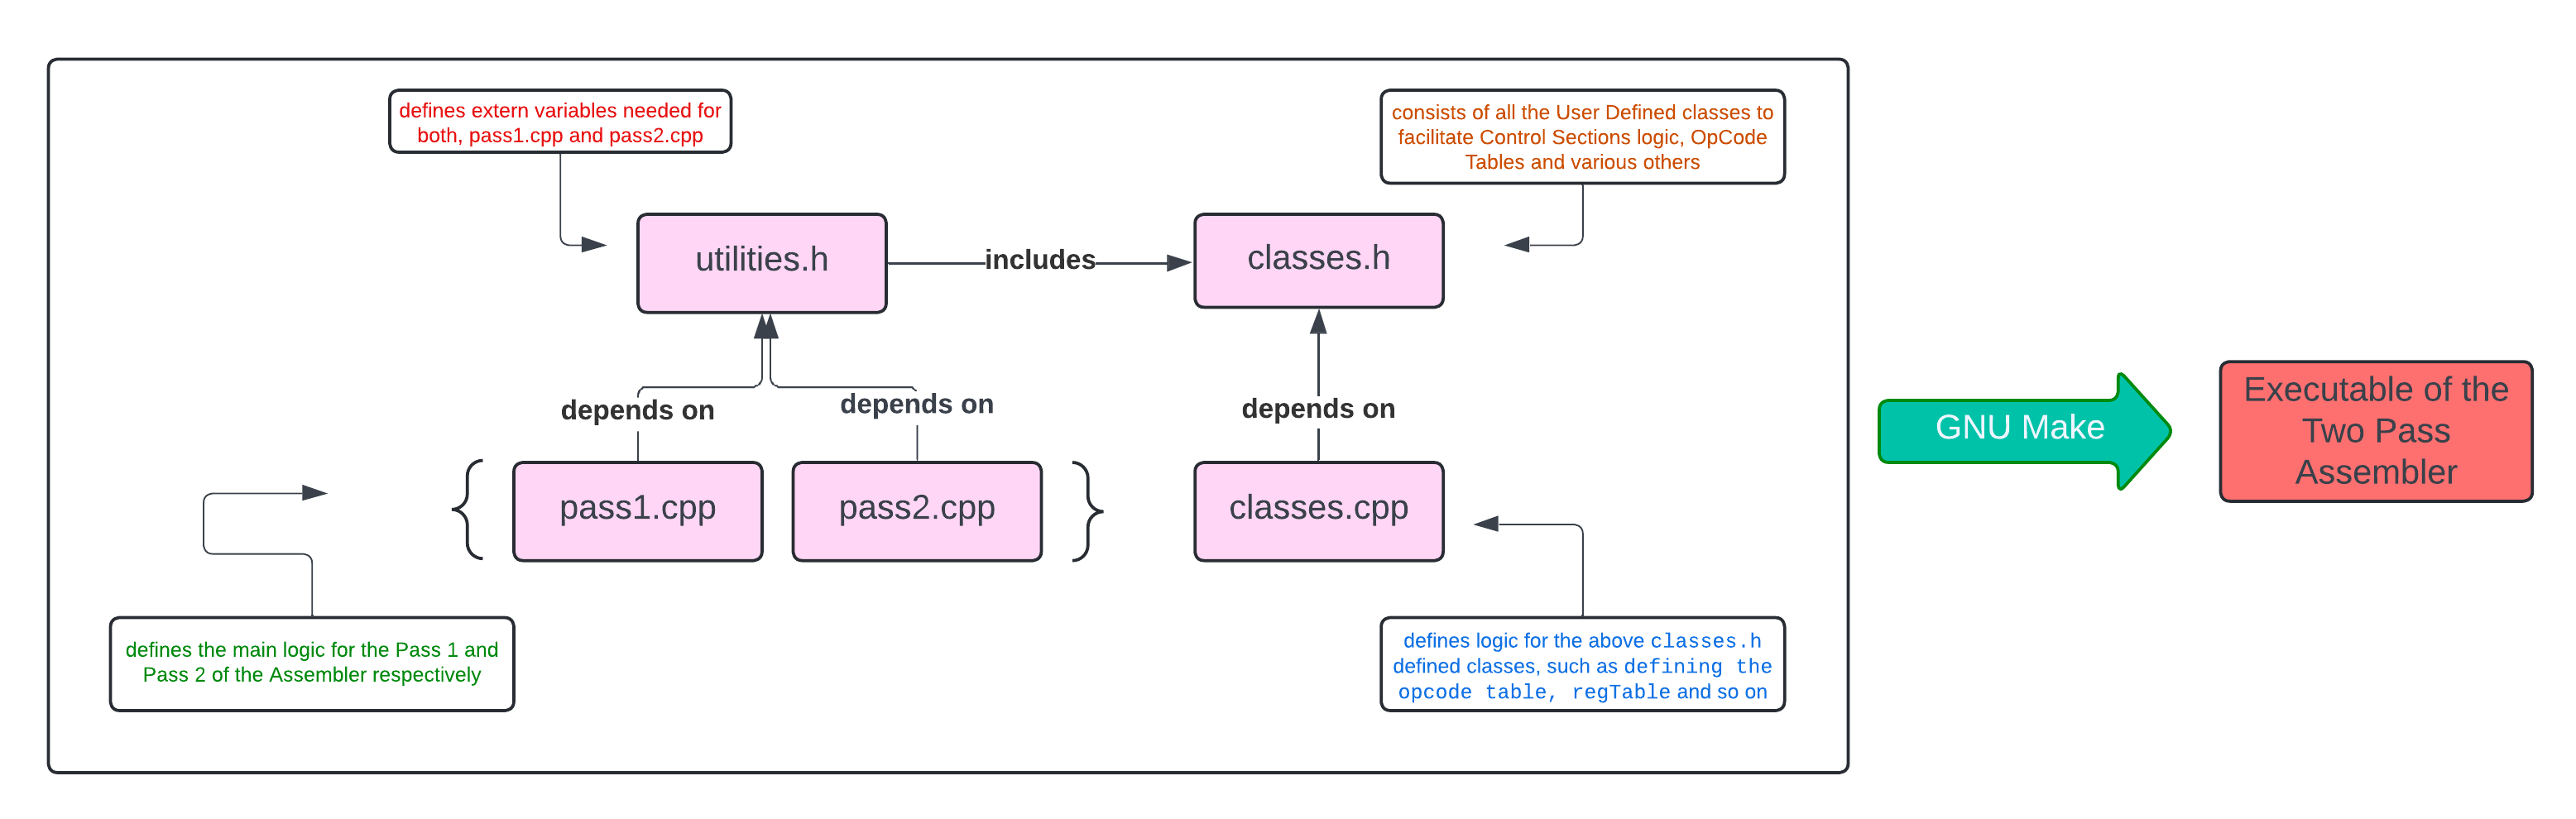 defines extern variables needed for
both, pass1.cpp and pass2.cpp
consists of all the User Defined classes to
facilitate Control Sections logic, OpCode
Tables and various others
utilities.h
includes
classes.h
depends on
depends on
depends on
pass1.cpp
pass2.cpp
classes.cpp
defines the main logic for the Pass 1 and
Pass 2 of the Assembler respectively
defines logic for the above classes.h
defined classes, such as defining the
opcode table, regTable and so on
GNU Make
Executable of the
Two Pass
Assembler